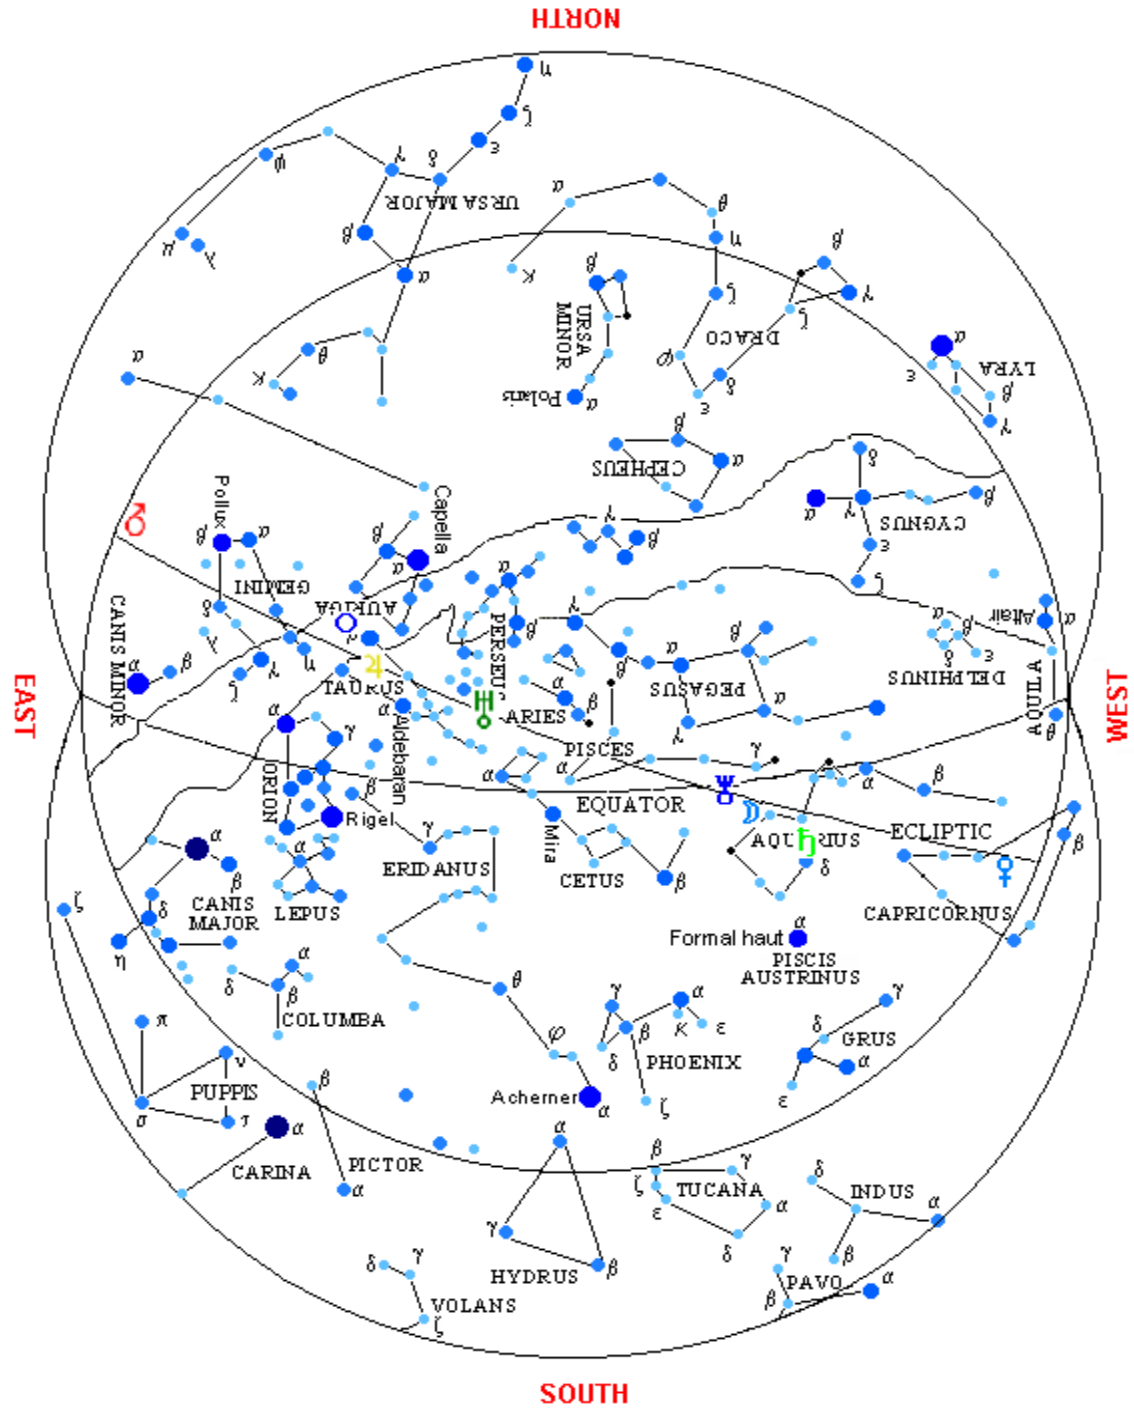 NORTH
η
ζ
ε
δ
γ
ψ
URSA MAJOR
α
θ
β
μ
λ
η
β
α
κ
β
ζ
γ
URSA
MINOR
ζ
DRACO
φ
α
LYRA
ε
θ
α
κ
δ
β
Polaris
α
ε
γ
β
CEPHEUS
α
δ
Pollux
Capella
β
α
γ
β
α
γ
CYGNUS
β
α
ε
GEMINI
ζ
CANIS MINOR
δ
AURIGA
γ
α
β
α
Altair
PERSEUS
β
λ
β
β
ε
α
β
η
α
PEGASUS
DELPHINUS
AQUILA
EAST
WEST
ζ
γ
TAURUS
α
α
Aldebaran
β
ARIES
γ
θ
α
γ
PISCES
γ
ORION
β
α
α
EQUATOR
α
β
Rigel
γ
Mira
AQUARIUS
ECLIPTIC
β
α
α
ERIDANUS
CETUS
β
δ
β
CANIS
MAJOR
LEPUS
CAPRICORNUS
ζ
δ
α
Formal haut
PISCIS
AUSTRINUS
η
α
δ
β
θ
γ
α
γ
COLUMBA
κ
ε
δ
GRUS
π
φ
β
PHOENIX
ν
δ
α
PUPPIS
β
Acherner
α
ζ
ε
σ
τ
α
CARINA
PICTOR
α
α
β
γ
ζ
TUCANA
ε
α
δ
INDUS
α
γ
δ
δ
γ
HYDRUS
β
γ
β
PAVO
α
VOLANS
β
ζ
SOUTH